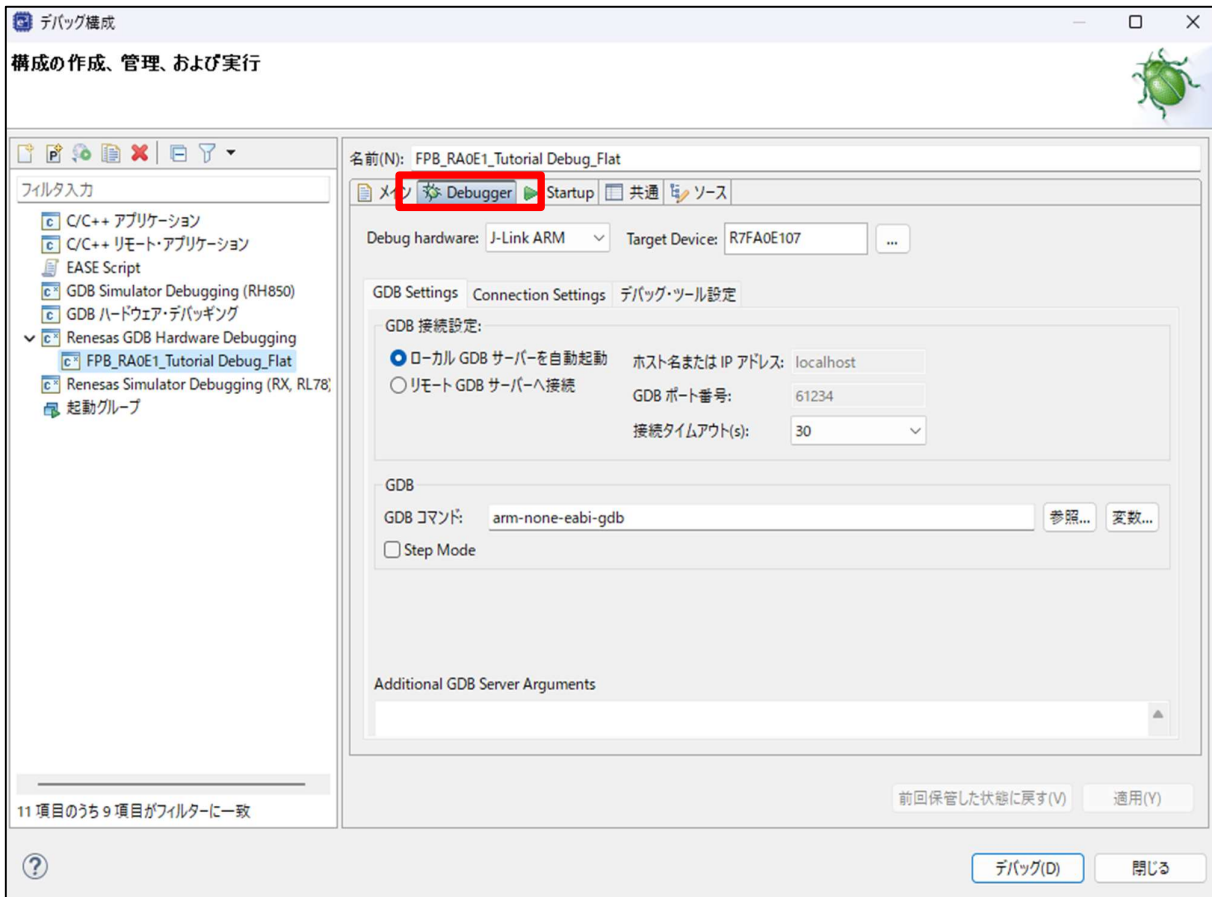 デバッグ構成
構成の作成、管理、および実行
フィルタ入力
C/C++ アプリケーション
C/C++ リモート・アプリケーション
EASE Script
GDB Simulator Debugging (RH850)
GDB ハードウェア・デバッギング
Renesas GDB Hardware Debugging
FPB_RA0E1_Tutorial Debug_Flat
Renesas Simulator Debugging (RX, RL78)
起動グループ
11 項目のうち 9 項目がフィルターに一致
名前(N): FPB_RA0E1_Tutorial Debug_Flat
メイン Debugger Startup 共通 ソース
Debug hardware: J-Link ARM Target Device: R7FA0E107 ...
GDB Settings Connection Settings デバッグ・ツール設定
GDB 接続設定:
ローカル GDB サーバーを自動起動 ホスト名または IP アドレス: localhost
リモート GDB サーバーへ接続 GDB ポート番号: 61234
接続タイムアウト(s): 30
GDB
GDB コマンド: arm-none-eabi-gdb 参照... 変数...
Step Mode
Additional GDB Server Arguments
前回保管した状態に戻す(V) 適用(Y)
デバッグ(D) 閉じる